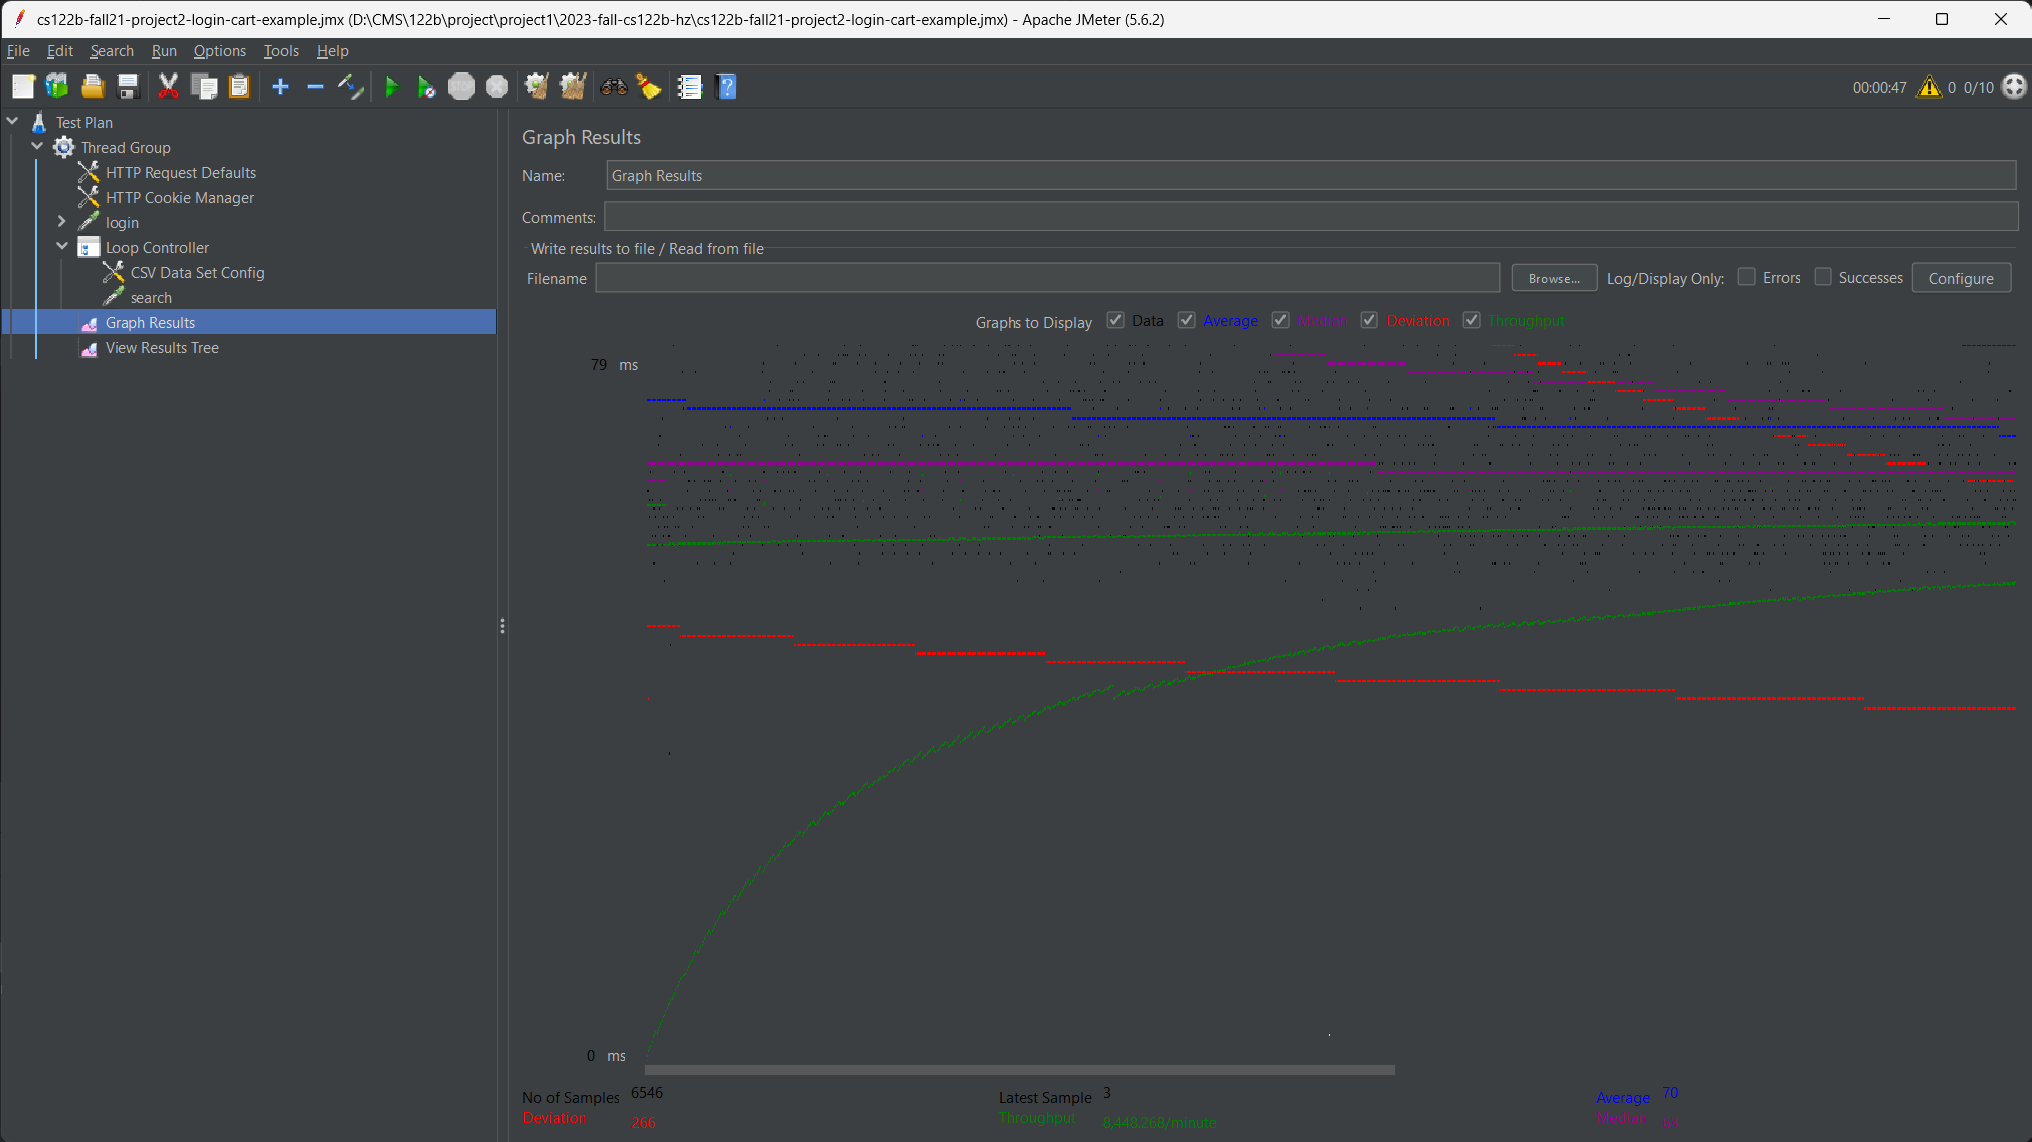 cs122b-fall21-project2-login-cart-example.jmx (D:\CMS\122b\project\project1\2023-fall-cs122b-hz\cs122b-fall21-project2-login-cart-example.jmx) - Apache JMeter (5.6.2)
File Edit Search Run Options Tools Help
STOP
00:00:47 0 0/10
Test Plan
Thread Group
HTTP Request Defaults
HTTP Cookie Manager
login
Loop Controller
CSV Data Set Config
search
Graph Results
View Results Tree
Graph Results
Name: Graph Results
Comments:
Write results to file / Read from file
Filename Browse... Log/Display Only: Errors Successes Configure
Graphs to Display Data Average Median Deviation Throughput
79 ms
0 ms
No of Samples 6546 Latest Sample 3 Average 70
Deviation 266 Throughput 8,448.268/minute Median